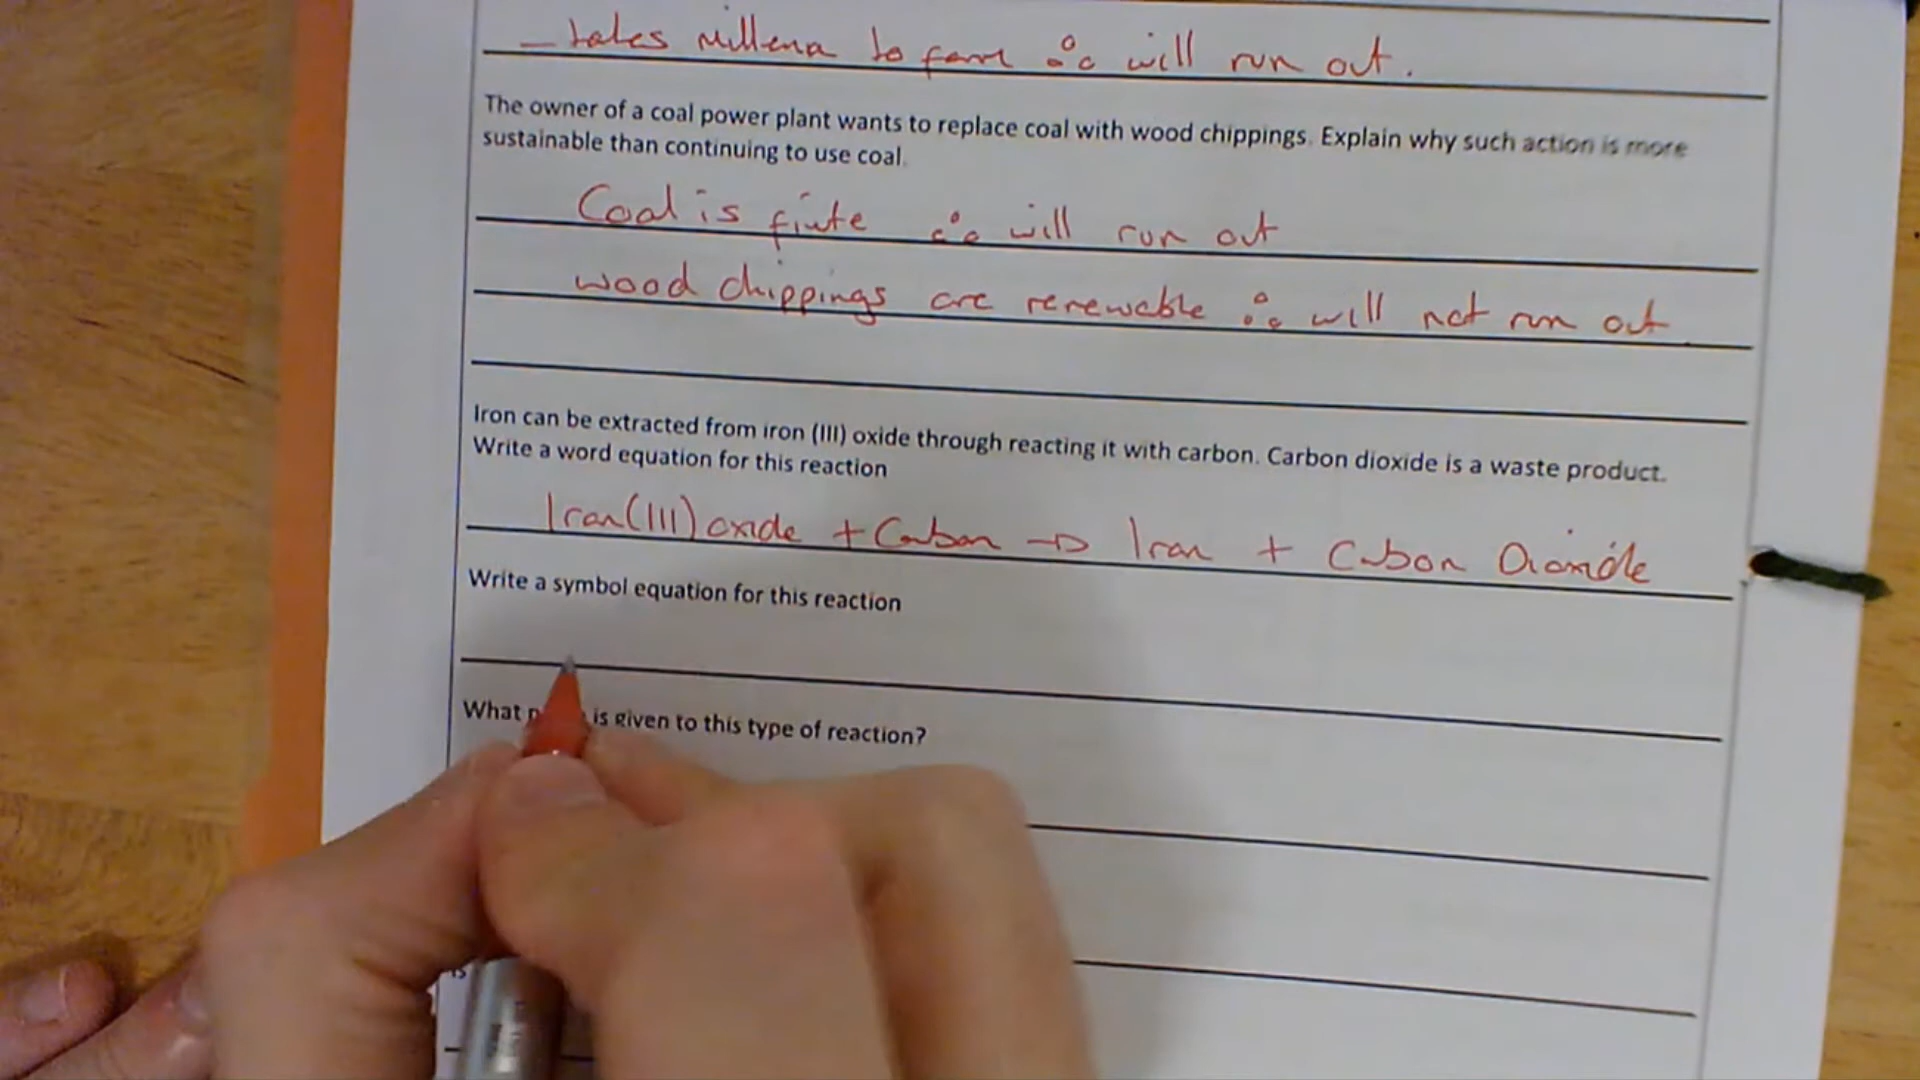 takes millena to form ∴ will run out.
The owner of a coal power plant wants to replace coal with wood chippings. Explain why such action is more
sustainable than continuing to use coal.
Coal is finite ∴ will run out
wood chippings are renewable ∴ will not run out
Iron can be extracted from iron (III) oxide through reacting it with carbon. Carbon dioxide is a waste product.
Write a word equation for this reaction
Iron(III) oxide + Carbon → Iron + Carbon Dioxide
Write a symbol equation for this reaction
What is given to this type of reaction?